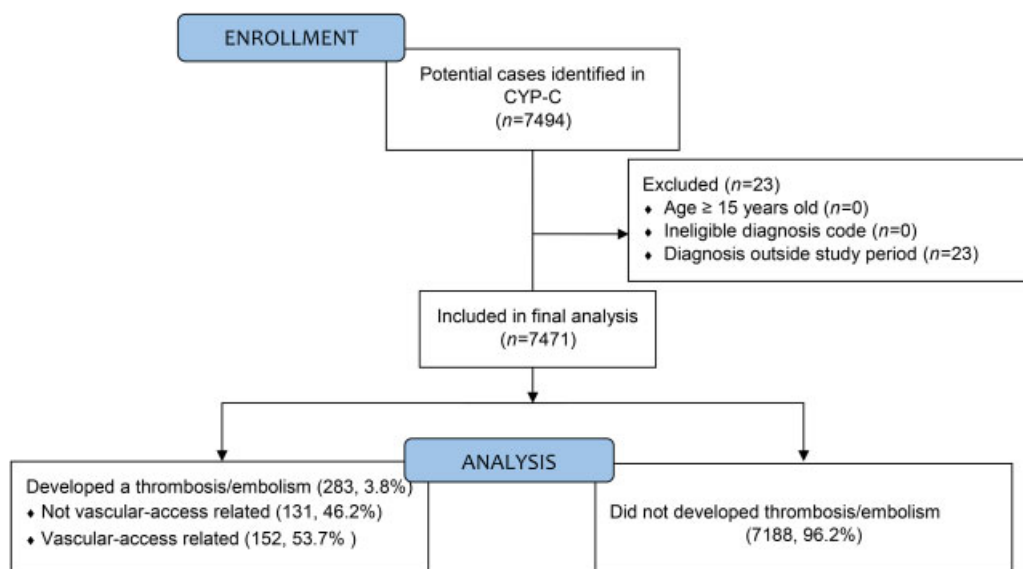 ENROLLMENT
Potential cases identified in
CYP-C
(n=7494)
Excluded (n=23)
♦ Age ≥ 15 years old (n=0)
♦ Ineligible diagnosis code (n=0)
♦ Diagnosis outside study period (n=23)
Included in final analysis
(n=7471)
ANALYSIS
Developed a thrombosis/embolism (283, 3.8%)
♦ Not vascular-access related (131, 46.2%)
♦ Vascular-access related (152, 53.7% )
Did not developed thrombosis/embolism
(7188, 96.2%)